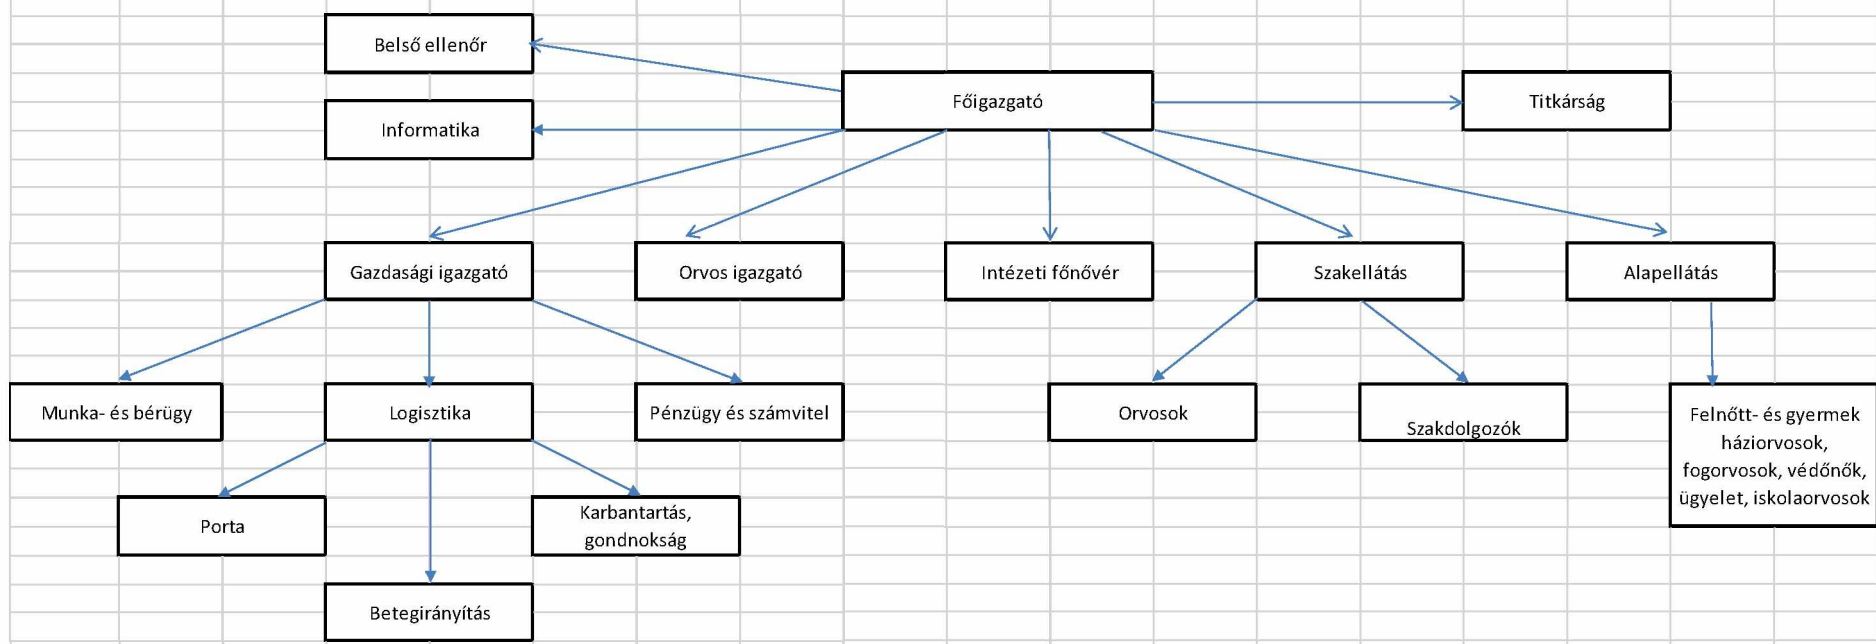 Belső ellenőr
Főigazgató
Titkárság
Informatika
Gazdasági igazgató
Orvos igazgató
Intézeti főnővér
Szakellátás
Alapellátás
Munka- és bérügy
Logisztika
Pénzügy és számvitel
Orvosok
Szakdolgozók
Felnőtt- és gyermek
háziorvosok,
fogorvosok, védőnők,
ügyelet, iskolaorvosok
Porta
Karbantartás,
gondnokság
Betegirányítás